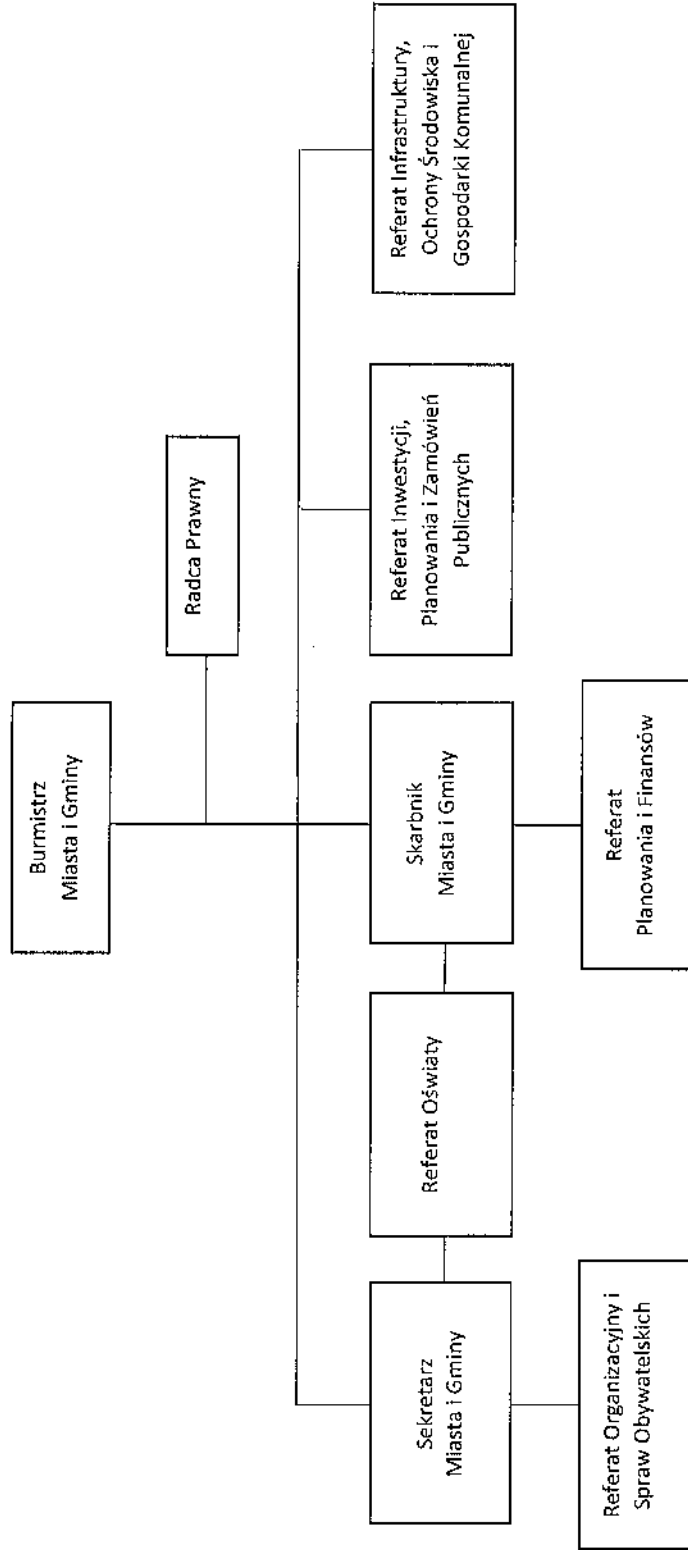 Burmistrz
Miasta i Gminy
Radca Prawny
Sekretarz
Miasta i Gminy
Referat Oświaty
Skarbnik
Miasta i Gminy
Referat Inwestycji,
Planowania i Zamówień
Publicznych
Referat Infrastruktury,
Ochrony Środowiska i
Gospodarki Komunalnej
Referat Organizacyjny i
Spraw Obywatelskich
Referat
Planowania i Finansów